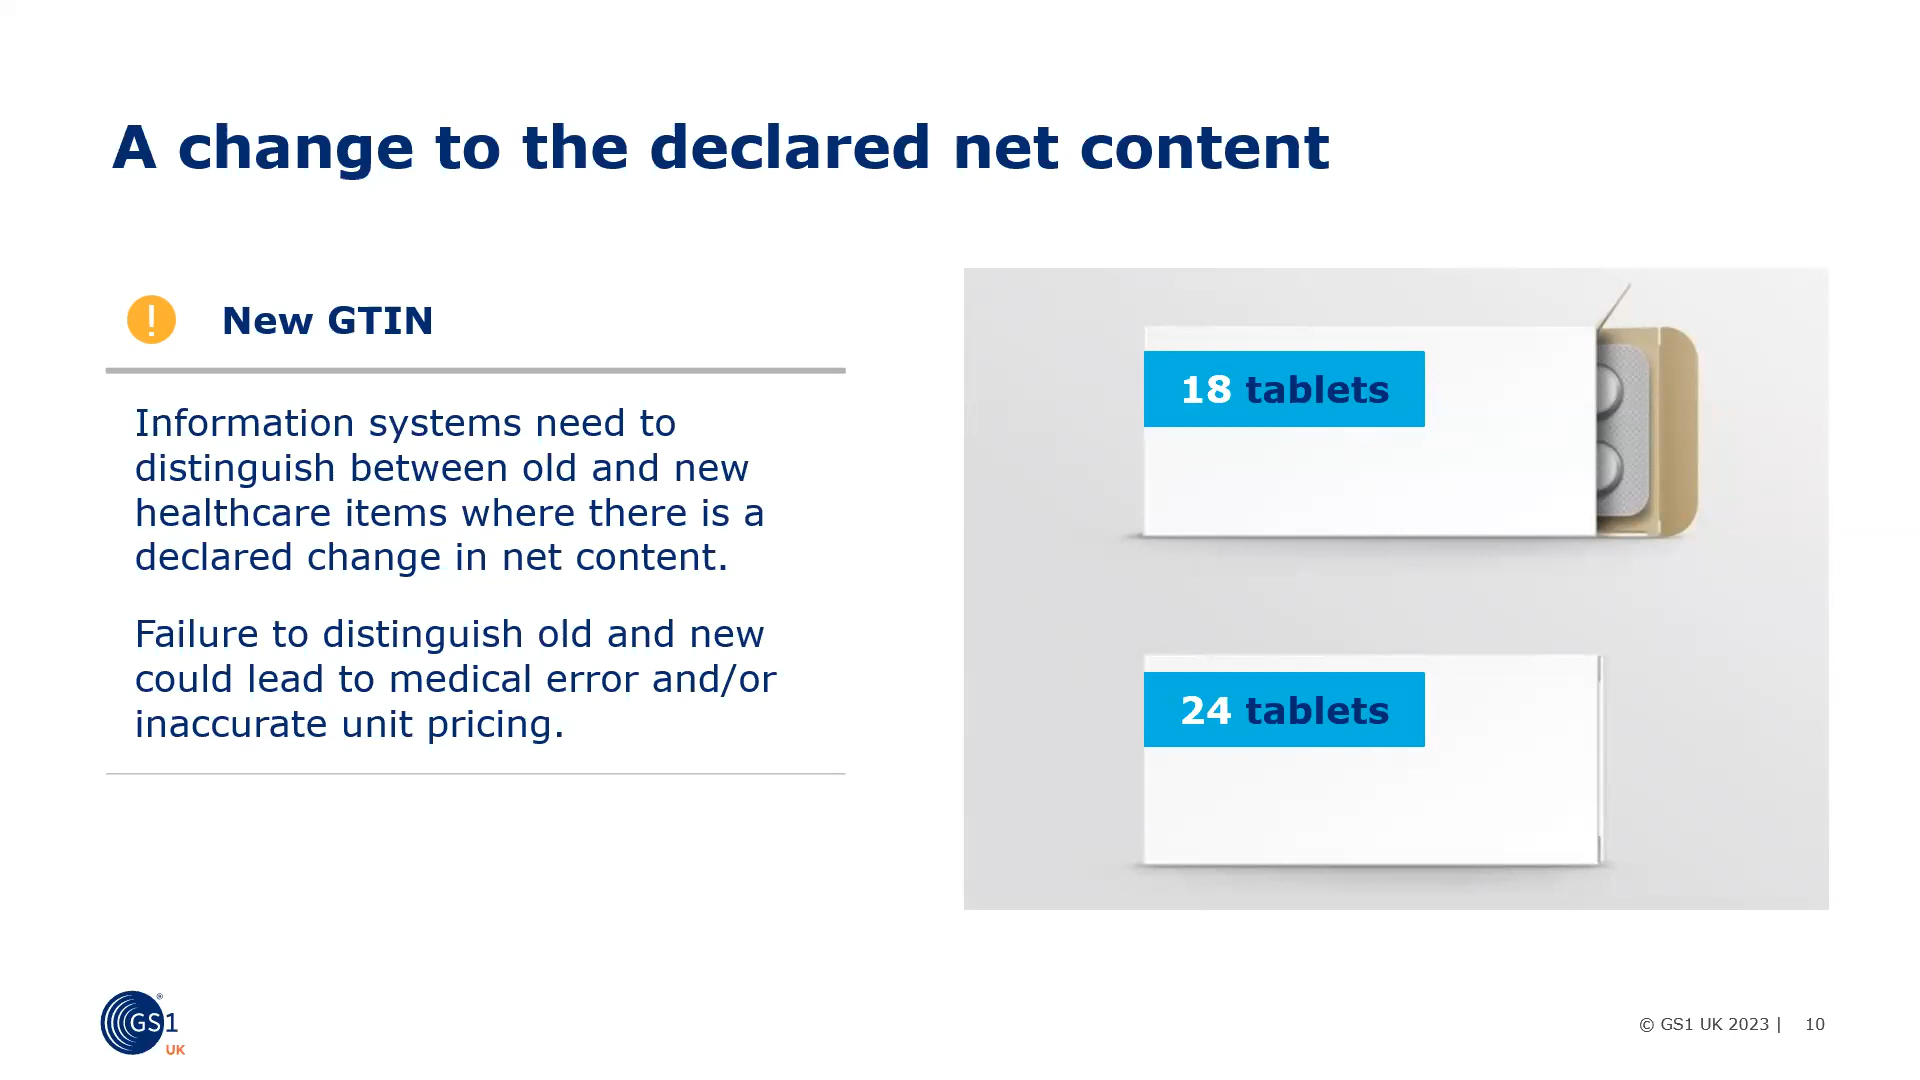 A change to the declared net content
! New GTIN
Information systems need to
distinguish between old and new
healthcare items where there is a
declared change in net content.
Failure to distinguish old and new
could lead to medical error and/or
inaccurate unit pricing.
18 tablets
24 tablets
GS1 ®
UK
© GS1 UK 2023 | 10